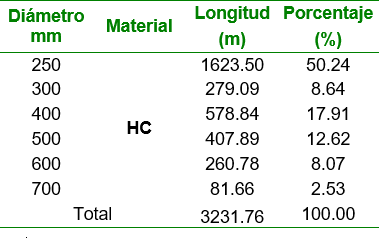 Diámetro mm Material Longitud (m) Porcentaje (%)
250 1623.50 50.24
300 279.09 8.64
400 578.84 17.91
HC
500 407.89 12.62
600 260.78 8.07
700 81.66 2.53
Total 3231.76 100.00